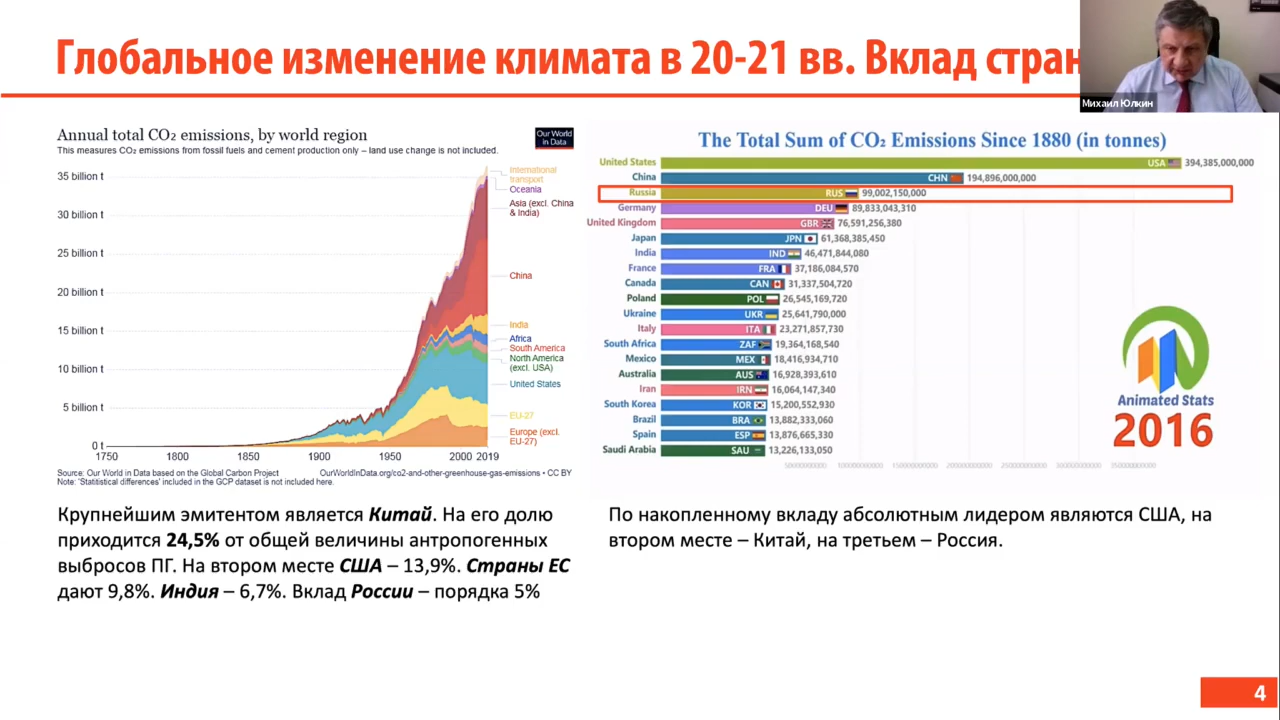 Глобальное изменение климата в 20-21 вв. Вклад стран
Михаил Юлкин
Annual total CO₂ emissions, by world region
This measures CO₂ emissions from fossil fuels and cement production only – land use change is not included.
Our World
in Data
35 billion t
30 billion t
25 billion t
20 billion t
15 billion t
10 billion t
5 billion t
0 t
1750
1800
1850
1900
1950
2000
2019
International
transport
Oceania
Asia (excl. China
& India)
China
India
Africa
South America
North America
(excl. USA)
United States
EU-27
Europe (excl.
EU-27)
Source: Our World in Data based on the Global Carbon Project
OurWorldInData.org/co2-and-other-greenhouse-gas-emissions • CC BY
Note: 'Statistical differences' included in the GCP dataset is not included here.
The Total Sum of CO₂ Emissions Since 1880 (in tonnes)
United States USA 394,385,000,000
China CHN 194,896,000,000
Russia RUS 99,002,150,000
Germany DEU 89,833,043,310
United Kingdom GBR 76,591,256,380
Japan JPN 61,368,385,450
India IND 46,471,844,080
France FRA 37,186,084,570
Canada CAN 31,337,504,720
Poland POL 26,545,169,720
Ukraine UKR 25,641,790,000
Italy ITA 23,271,857,730
South Africa ZAF 19,364,168,540
Mexico MEX 18,416,934,710
Australia AUS 16,928,393,610
Iran IRN 16,064,147,340
South Korea KOR 15,200,552,930
Brazil BRA 13,882,333,060
Spain ESP 13,876,665,330
Saudi Arabia SAU 13,226,133,050
Animated Stats
2016
Крупнейшим эмитентом является Китай. На его долю
приходится 24,5% от общей величины антропогенных
выбросов ПГ. На втором месте США – 13,9%. Страны ЕС
дают 9,8%. Индия – 6,7%. Вклад России – порядка 5%
По накопленному вкладу абсолютным лидером являются США, на
втором месте – Китай, на третьем – Россия.
4